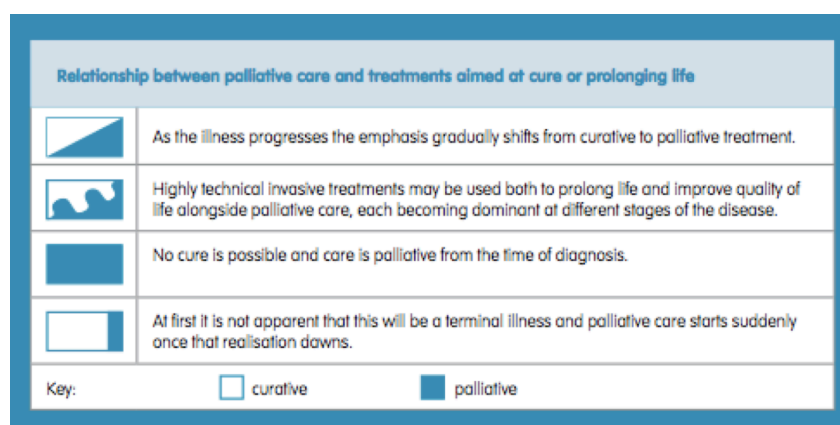 Relationship between palliative care and treatments aimed at cure or prolonging life
As the illness progresses the emphasis gradually shifts from curative to palliative treatment.
Highly technical invasive treatments may be used both to prolong life and improve quality of
life alongside palliative care, each becoming dominant at different stages of the disease.
No cure is possible and care is palliative from the time of diagnosis.
At first it is not apparent that this will be a terminal illness and palliative care starts suddenly
once that realisation dawns.
Key: curative palliative